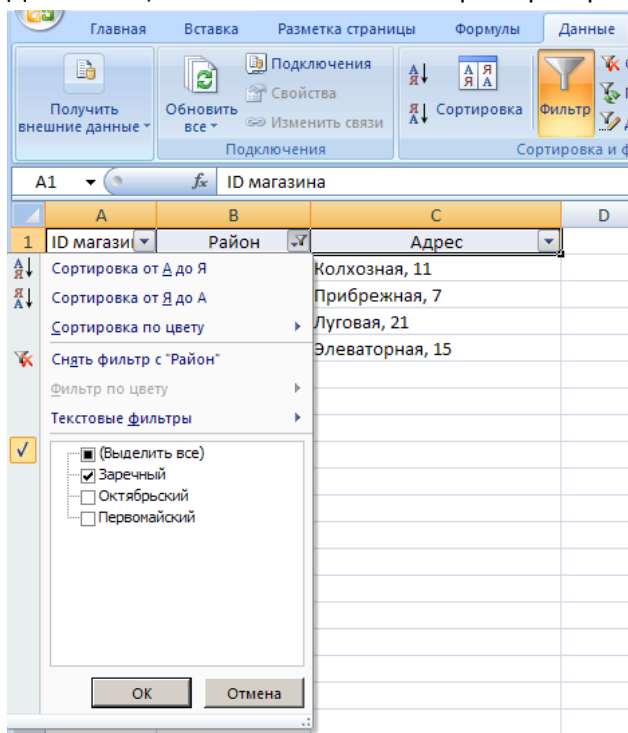 Главная Вставка Разметка страницы Формулы Данные
Получить внешние данные
Обновить все
Подключения
Свойства
Изменить связи
Подключения
А Я
Я А
А Я
Я А
Сортировка
Фильтр
Сортировка и ф
A1 fx ID магазина
A B C D
1 ID магази Район Адрес
Сортировка от А до Я
Сортировка от Я до А
Сортировка по цвету
Снять фильтр с "Район"
Фильтр по цвету
Текстовые фильтры
(Выделить все)
Заречный
Октябрьский
Первомайский
ОК Отмена
Колхозная, 11
Прибрежная, 7
Луговая, 21
Элеваторная, 15